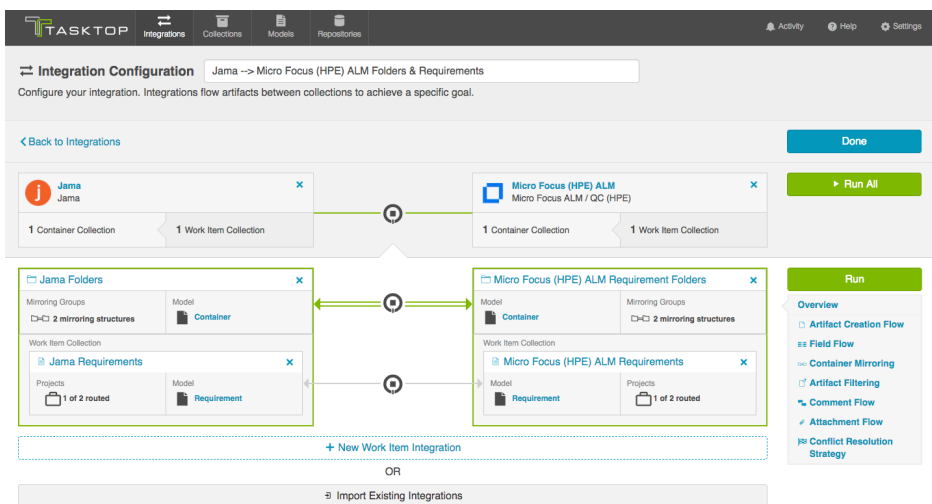 TASKTOP
Integrations
Collections
Models
Repositories
Activity
Help
Settings
Integration Configuration
Jama --> Micro Focus (HPE) ALM Folders & Requirements
Configure your integration. Integrations flow artifacts between collections to achieve a specific goal.
Back to Integrations
Done
j
Jama
Jama
1 Container Collection
1 Work Item Collection
Micro Focus (HPE) ALM
Micro Focus ALM / QC (HPE)
1 Container Collection
1 Work Item Collection
Run All
Jama Folders
Mirroring Groups
2 mirroring structures
Model
Container
Work Item Collection
Jama Requirements
Projects
1 of 2 routed
Model
Requirement
Micro Focus (HPE) ALM Requirement Folders
Model
Container
Mirroring Groups
2 mirroring structures
Work Item Collection
Micro Focus (HPE) ALM Requirements
Model
Requirement
Projects
1 of 2 routed
Run
Overview
Artifact Creation Flow
Field Flow
Container Mirroring
Artifact Filtering
Comment Flow
Attachment Flow
Conflict Resolution
Strategy
+ New Work Item Integration
OR
Import Existing Integrations